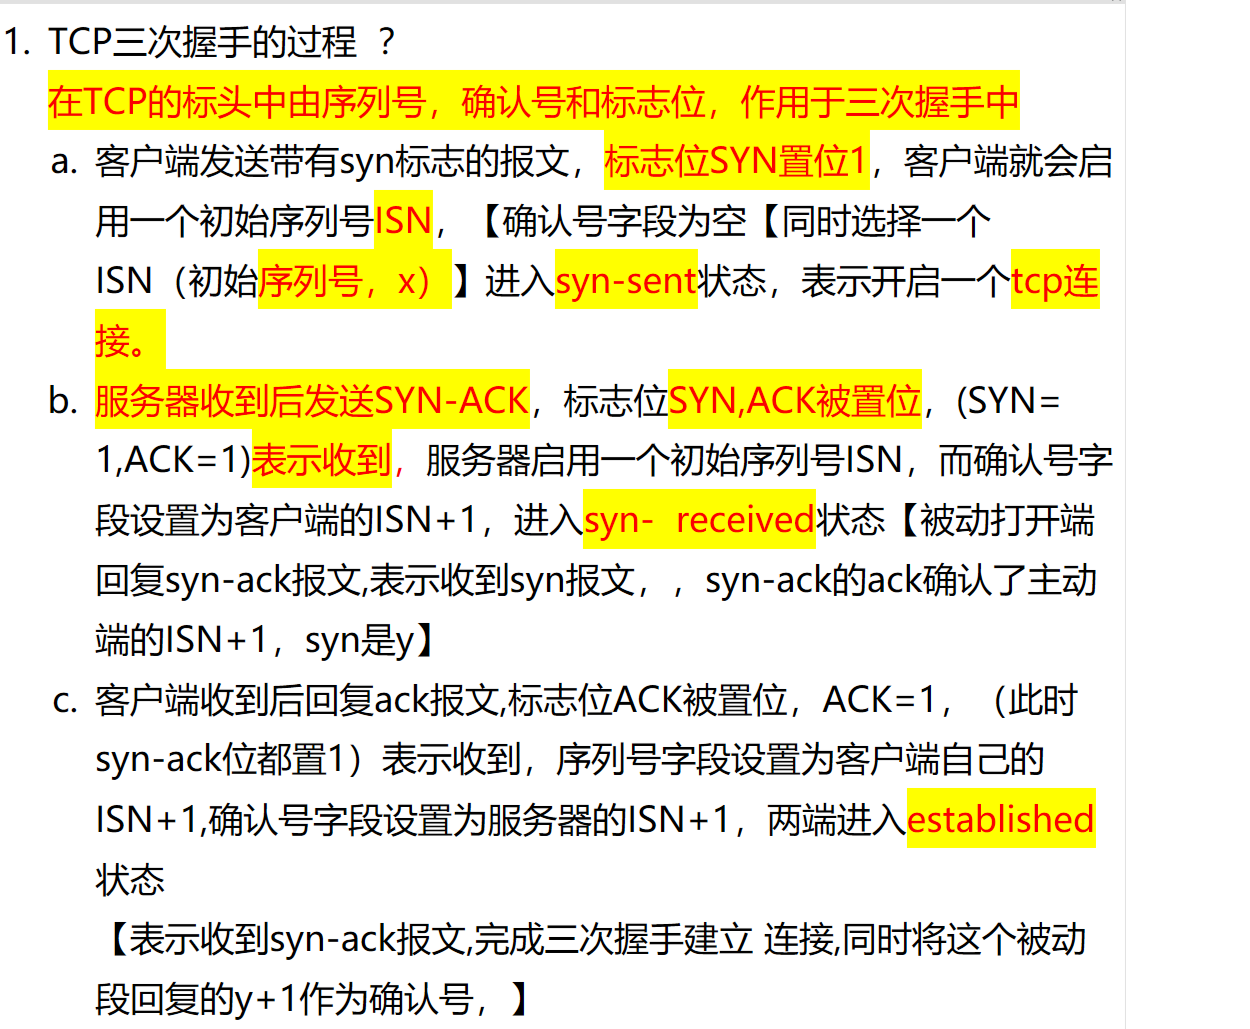 1. TCP三次握手的过程 ？
在TCP的标头中由序列号，确认号和标志位，作用于三次握手中
a. 客户端发送带有syn标志的报文，标志位SYN置位1，客户端就会启
用一个初始序列号ISN，【确认号字段为空【同时选择一个
ISN（初始序列号，x）】进入syn-sent状态，表示开启一个tcp连
接。
b. 服务器收到后发送SYN-ACK，标志位SYN,ACK被置位，(SYN=
1,ACK=1)表示收到，服务器启用一个初始序列号ISN，而确认号字
段设置为客户端的ISN+1，进入syn- received状态【被动打开端
回复syn-ack报文,表示收到syn报文，，syn-ack的ack确认了主动
端的ISN+1，syn是y】
c. 客户端收到后回复ack报文,标志位ACK被置位，ACK=1，（此时
syn-ack位都置1）表示收到，序列号字段设置为客户端自己的
ISN+1,确认号字段设置为服务器的ISN+1，两端进入established
状态
【表示收到syn-ack报文,完成三次握手建立 连接,同时将这个被动
段回复的y+1作为确认号，】